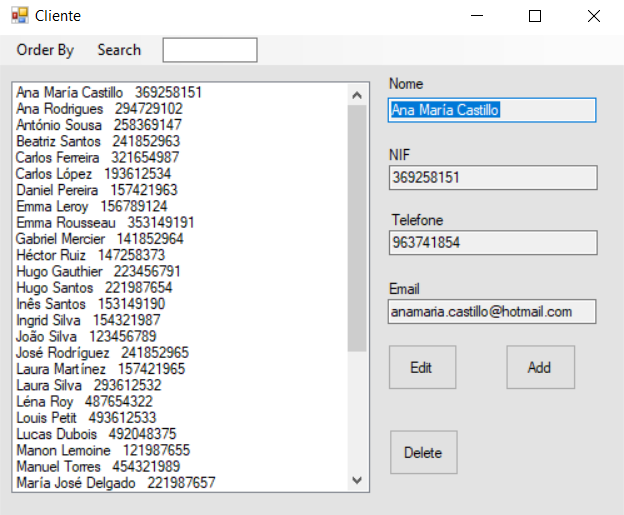 Cliente
Order By Search
Ana María Castillo 369258151
Ana Rodrigues 294729102
António Sousa 258369147
Beatriz Santos 241852963
Carlos Ferreira 321654987
Carlos López 193612534
Daniel Pereira 157421963
Emma Leroy 156789124
Emma Rousseau 353149191
Gabriel Mercier 141852964
Héctor Ruiz 147258373
Hugo Gauthier 223456791
Hugo Santos 221987654
Inês Santos 153149190
Ingrid Silva 154321987
João Silva 123456789
José Rodríguez 241852965
Laura Martínez 157421965
Laura Silva 293612532
Léna Roy 487654322
Louis Petit 493612533
Lucas Dubois 492048375
Manon Lemoine 121987655
Manuel Torres 454321989
María José Delgado 221987657
Nome
Ana María Castillo
NIF
369258151
Telefone
963741854
Email
anamaria.castillo@hotmail.com
Edit Add
Delete